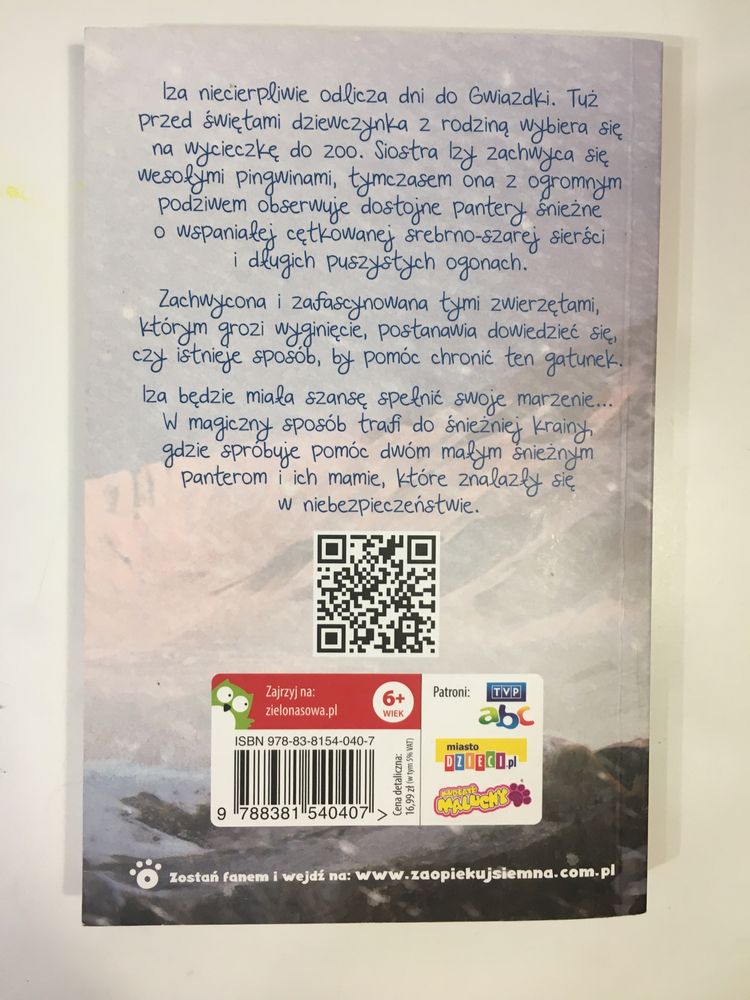 Iza niecierpliwie odlicza dni do Gwiazdki. Tuż
przed świętami dziewczynka z rodziną wybiera się
na wycieczkę do zoo. Siostra Izy zachwyca się
wesołymi pingwinami, tymczasem ona z ogromnym
podziwem obserwuje dostojne pantery śnieżne
o wspaniałej cętkowanej srebrno-szarej sierści
i długich puszystych ogonach.
Zachwycona i zafascynowana tymi zwierzętami,
którym grozi wyginięcie, postanawia dowiedzieć się,
czy istnieje sposób, by pomóc chronić ten gatunek.
Iza będzie miała szansę spełnić swoje marzenie...
W magiczny sposób trafi do śnieżniej krainy,
gdzie spróbuje pomóc dwóm małym śnieżnym
panterom i ich mamie, które znalazły się
w niebezpieczeństwie.
Zajrzyj na:
zielonasowa.pl
6+
WIEK
ISBN 978-83-8154-040-7
9 788381 540407 >
Cena detaliczna:
16,99 zł (w tym 5% VAT)
Patroni:
TVP
abc
miasto
DZIECI.pl
KUDŁATE
MALUCHY
Zostań fanem i wejdź na: www.zaopiekujsiemna.com.pl